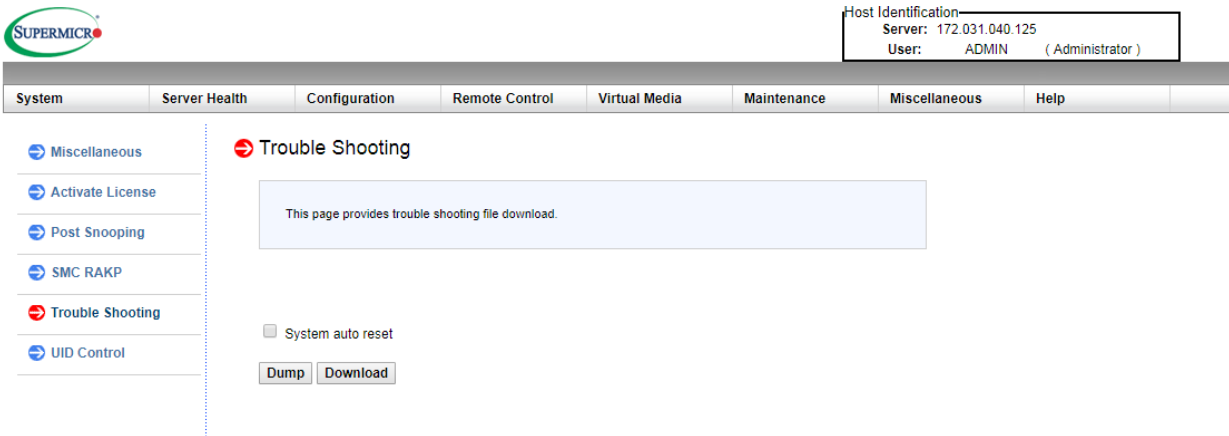 SUPERMICR
Host Identification
Server: 172.031.040.125
User: ADMIN ( Administrator )
System Server Health Configuration Remote Control Virtual Media Maintenance Miscellaneous Help
Miscellaneous
Activate License
Post Snooping
SMC RAKP
Trouble Shooting
UID Control
Trouble Shooting
This page provides trouble shooting file download.
System auto reset
Dump Download